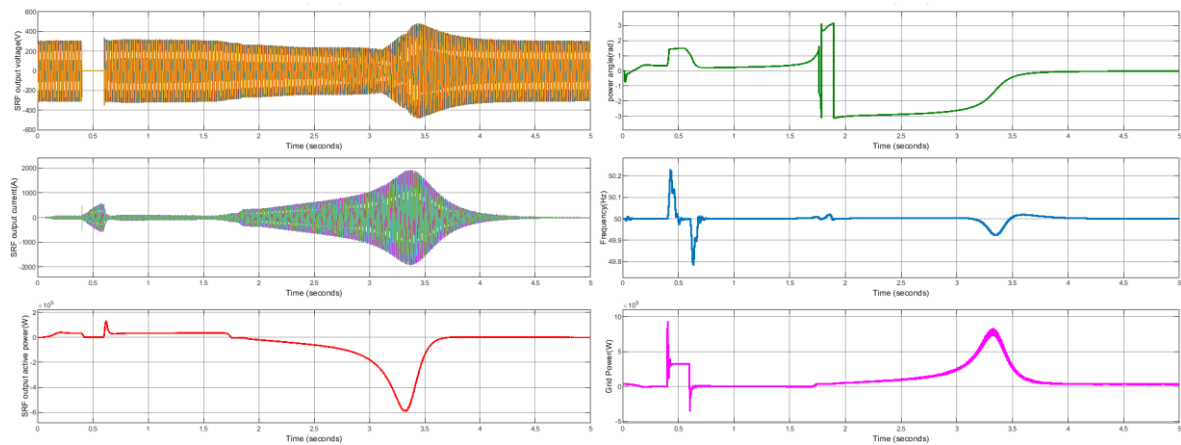 600
400
200
0
-200
-400
-600
SRF output voltage(V)
0 0.5 1 1.5 2 2.5 3 3.5 4 4.5 5
Time (seconds)
3
2
1
0
-1
-2
-3
power angle(rad)
0 0.5 1 1.5 2 2.5 3 3.5 4 4.5 5
Time (seconds)
2000
1000
0
-1000
-2000
SRF output current(A)
0 0.5 1 1.5 2 2.5 3 3.5 4 4.5 5
Time (seconds)
50.2
50.1
50
49.9
49.8
Frequency(Hz)
0 0.5 1 1.5 2 2.5 3 3.5 4 4.5 5
Time (seconds)
2
0
-2
-4
-6
SRF output active power(W)
0 0.5 1 1.5 2 2.5 3 3.5 4 4.5 5
Time (seconds)
10
5
0
-5
Grid Power(W)
0 0.5 1 1.5 2 2.5 3 3.5 4 4.5 5
Time (seconds)